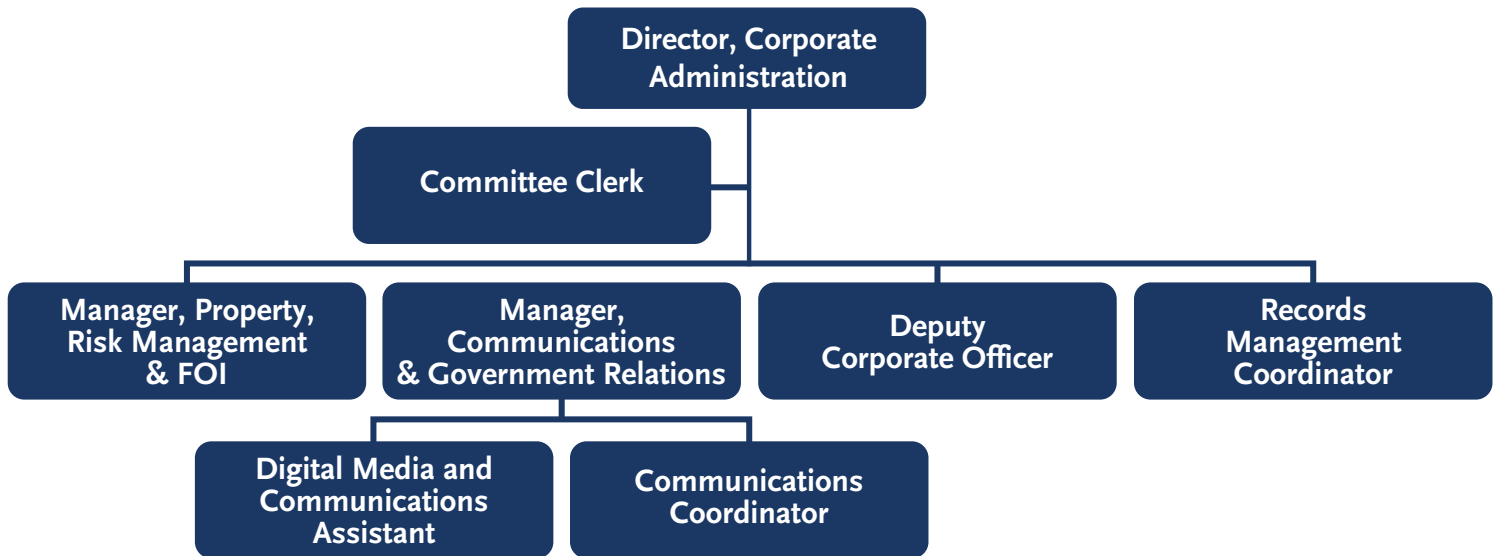 Director, Corporate
Administration
Committee Clerk
Manager, Property,
Risk Management
& FOI
Manager,
Communications
& Government Relations
Deputy
Corporate Officer
Records
Management
Coordinator
Digital Media and
Communications
Assistant
Communications
Coordinator